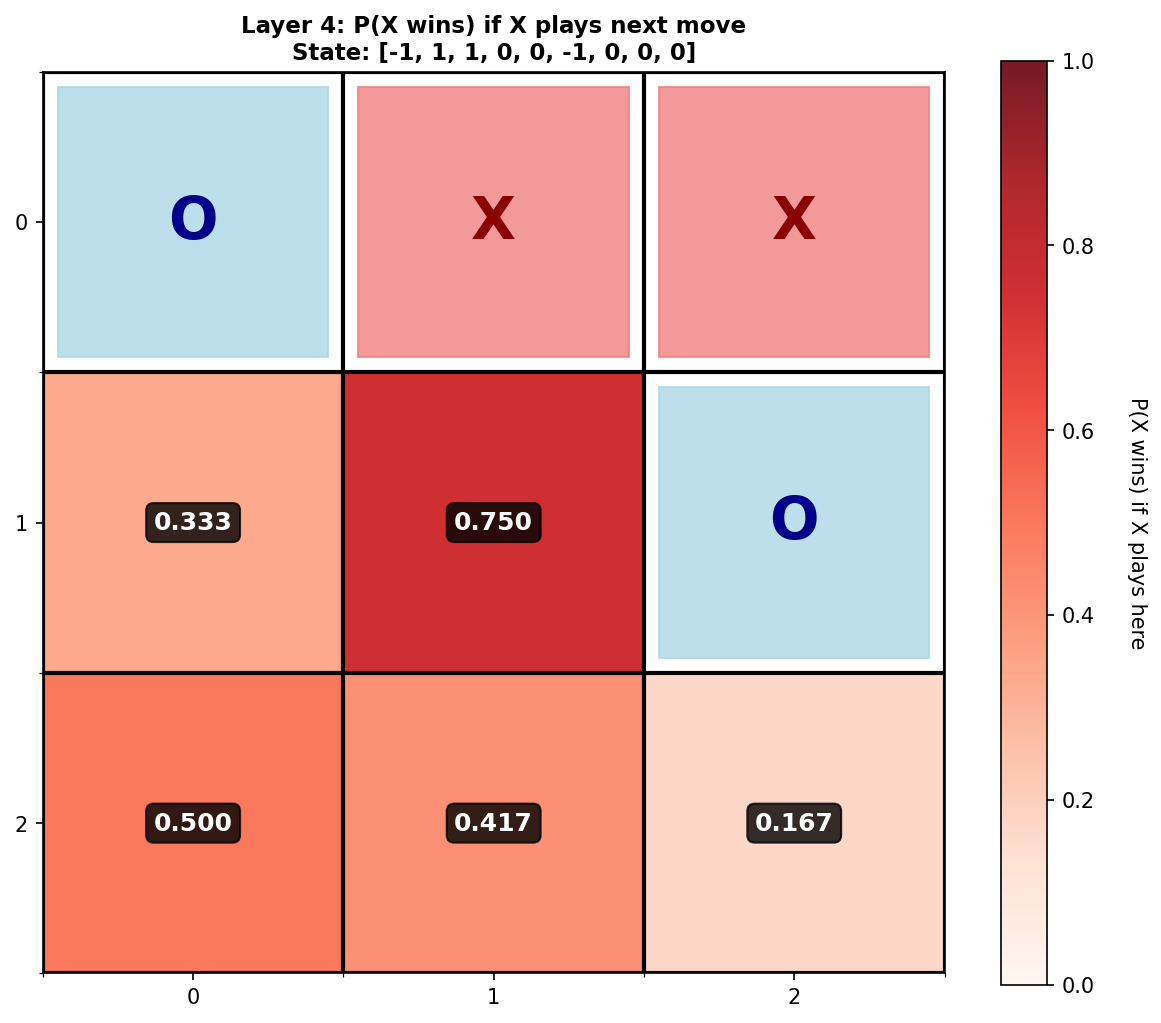 Layer 4: P(X wins) if X plays next move
State: [-1, 1, 1, 0, 0, -1, 0, 0, 0]
1.0
0.8
0.6
0.4
0.2
0.0
P(X wins) if X plays here
0
O
X
X
1
0.333
0.750
O
2
0.500
0.417
0.167
0
1
2